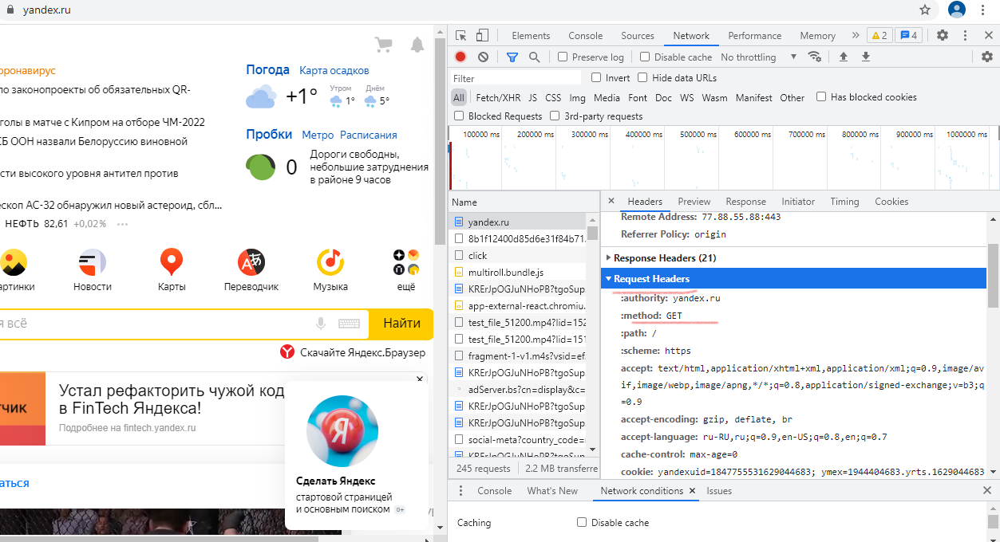 yandex.ru
оронавирус
по законопроекты об обязательных QR-
голы в матче с Кипром на отборе ЧМ-2022
СБ ООН назвали Белоруссию виновной
сти высокого уровня антител против
ескоп АС-32 обнаружил новый астероид, сбл...
НЕФТЬ 82,61 +0,02% ···
Погода Карта осадков
+1° Утром 1° Днём 5°
Пробки Метро Расписания
0 Дороги свободны,
небольшие затруднения
в районе 9 часов
артинки Новости Карты Переводчик Музыка ещё
я всё Найти
Скачайте Яндекс.Браузер
тчик
Устал рефакторить чужой код
в FinTech Яндекса!
Подробнее на fintech.yandex.ru
Я
Сделать Яндекс
стартовой страницей
и основным поиском 0+
аться
Elements Console Sources Network Performance Memory » 2 4
Preserve log Disable cache No throttling
Filter Invert Hide data URLs
All Fetch/XHR JS CSS Img Media Font Doc WS Wasm Manifest Other Has blocked cookies
Blocked Requests 3rd-party requests
100000 ms 200000 ms 300000 ms 400000 ms 500000 ms 600000 ms 700000 ms 800000 ms 900000 ms 1000000 ms
Name
yandex.ru
8b1f12400d85d6e31f84b71.
click
multiroll.bundle.js
KRErJpOGJuNHoPB?tgoSup
app-external-react.chromiu.
test_file_51200.mp4?lid=152
test_file_51200.mp4?lid=151
fragment-1-v1.m4s?vsid=ef.
KRErJpOGJuNHoPB?tgoSup
adServer.bs?cn=display&c=
KRErJpOGJuNHoPB?tgoSup
KRErJpOGJuNHoPB?tgoSup
social-meta?country_code=
KRErJpOGJuNHoPB?tgoSup
245 requests 2.2 MB transferre
Headers Preview Response Initiator Timing Cookies
Remote Address: 77.88.55.88:443
Referrer Policy: origin
Response Headers (21)
Request Headers
:authority: yandex.ru
:method: GET
:path: /
:scheme: https
accept: text/html,application/xhtml+xml,application/xml;q=0.9,image/av
if,image/webp,image/apng,*/*;q=0.8,application/signed-exchange;v=b3;q
=0.9
accept-encoding: gzip, deflate, br
accept-language: ru-RU,ru;q=0.9,en-US;q=0.8,en;q=0.7
cache-control: max-age=0
cookie: yandexuid=1847755531629044683; ymex=1944404683.yrts.1629044683
Console What's New Network conditions × Issues
Caching Disable cache